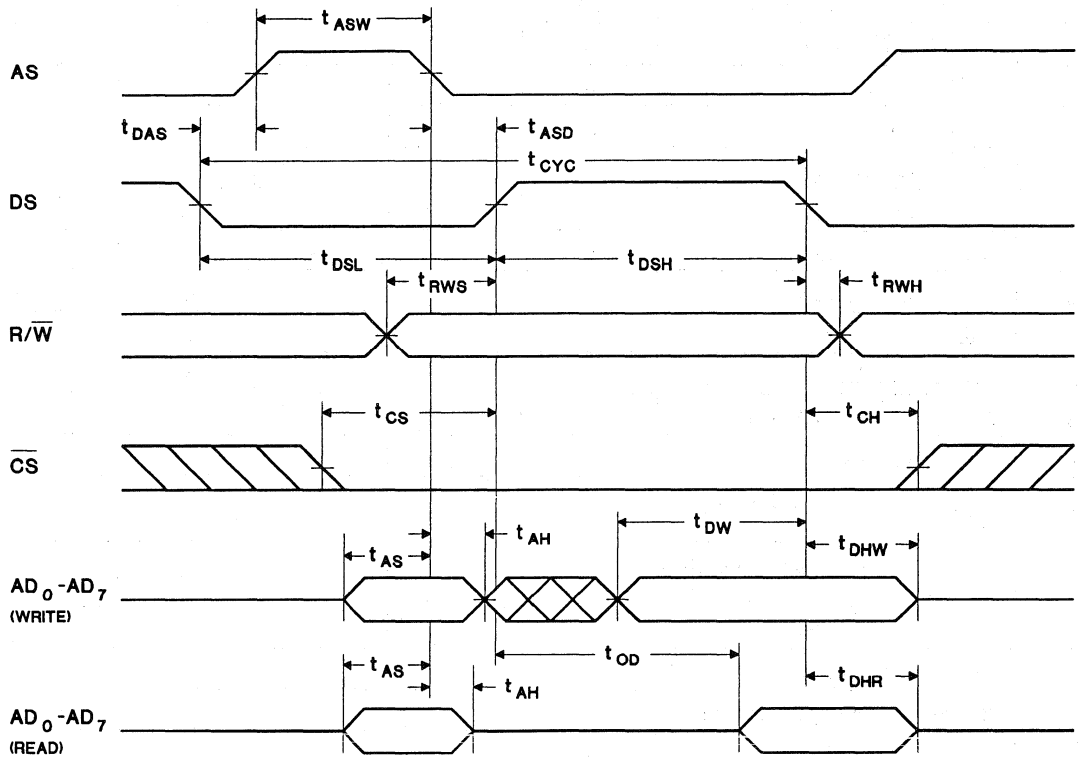 t ASW
AS
t DAS
t ASD
t CYC
DS
t DSL
t DSH
t RWS
t RWH
R/W̅
t CS
t CH
C̅S̅
t DW
t AH
t AS
t DHW
AD 0 -AD 7
(WRITE)
t OD
t AS
t AH
t DHR
AD 0 -AD 7
(READ)